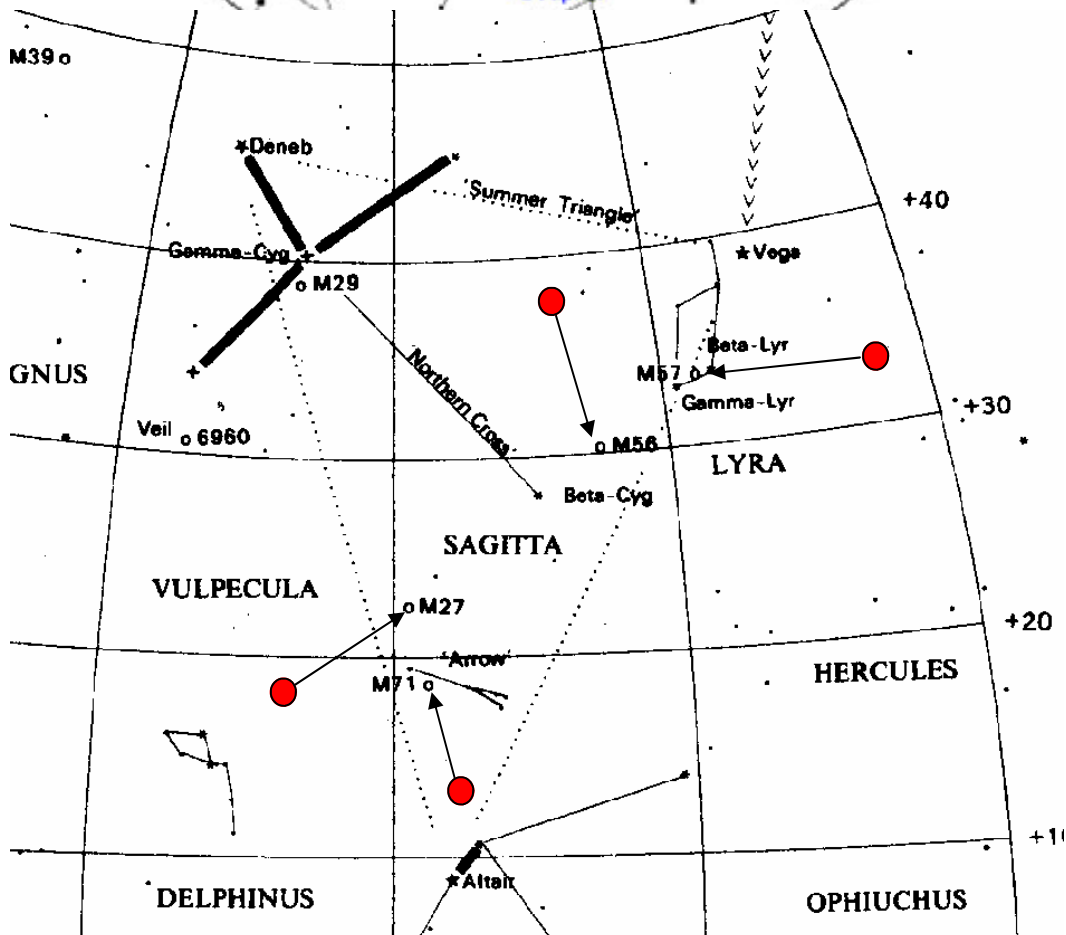 M39
Deneb
'Summer Triangle'
+40
Gamma-Cyg
Vega
M29
Beta-Lyr
GNUS
Northern Cross
M57
Gamma-Lyr
+30
Veil
6960
M56
LYRA
Beta-Cyg
SAGITTA
VULPECULA
M27
+20
'Arrow'
HERCULES
M71
+1
Altair
DELPHINUS
OPHIUCHUS